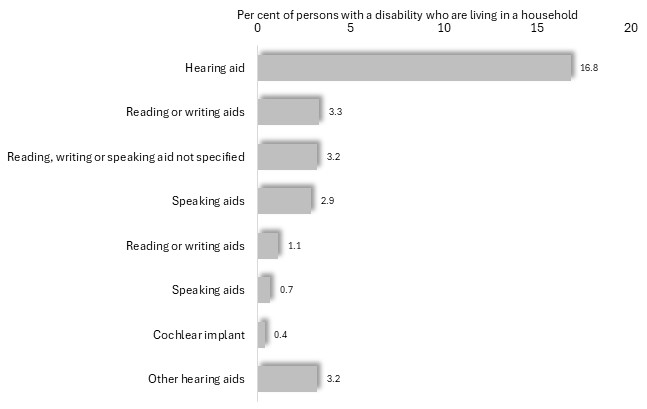 Per cent of persons with a disability who are living in a household
0 5 10 15 20
Hearing aid 16.8
Reading or writing aids 3.3
Reading, writing or speaking aid not specified 3.2
Speaking aids 2.9
Reading or writing aids 1.1
Speaking aids 0.7
Cochlear implant 0.4
Other hearing aids 3.2